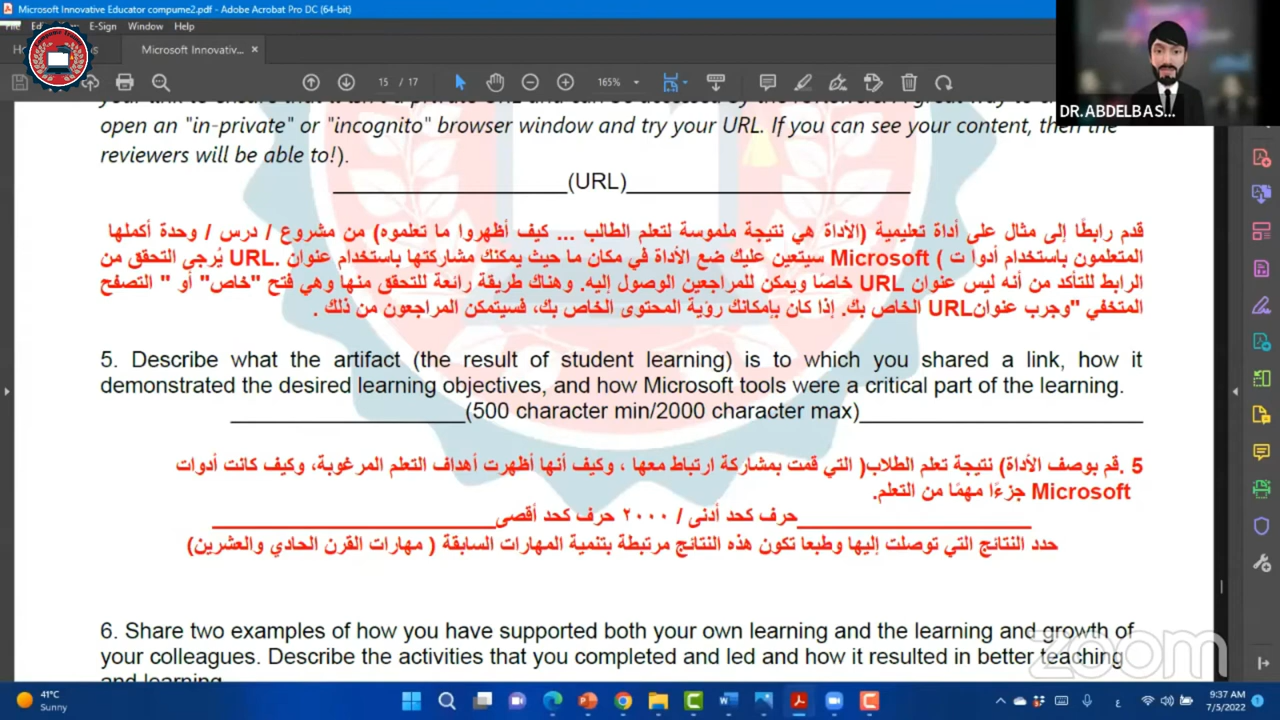 Microsoft Innovative Educator compume2.pdf - Adobe Acrobat Pro DC (64-bit)
File E-Sign Window Help
Microsoft Innovativ... ×
15 / 17 165%
DR.ABDELBAS...
open an "in-private" or "incognito" browser window and try your URL. If you can see your content, then the
reviewers will be able to!).
(URL)
قدم رابطًا إلى مثال على أداة تعليمية (الأداة هي نتيجة ملموسة لتعلم الطالب ... كيف أظهروا ما تعلموه) من مشروع / درس / وحدة أكملها
المتعلمون باستخدام أدوا ت ( Microsoft سيتعين عليك ضع الأداة في مكان ما حيث يمكنك مشاركتها باستخدام عنوان .URL يُرجى التحقق من
الرابط للتأكد من أنه ليس عنوان URL خاصًا ويمكن للمراجعين الوصول إليه. وهناك طريقة رائعة للتحقق منها وهي فتح "خاص" أو " التصفح
المتخفي "وجرب عنوانURL الخاص بك. إذا كان بإمكانك رؤية المحتوى الخاص بك، فسيتمكن المراجعون من ذلك .
5. Describe what the artifact (the result of student learning) is to which you shared a link, how it
demonstrated the desired learning objectives, and how Microsoft tools were a critical part of the learning.
(500 character min/2000 character max)
5 .قم بوصف الأداة) نتيجة تعلم الطلاب( التي قمت بمشاركة ارتباط معها ، وكيف أنها أظهرت أهداف التعلم المرغوبة، وكيف كانت أدوات
Microsoft جزءًا مهمًا من التعلم.
حرف كحد أدنى / ٢٠٠٠ حرف كحد أقصى
حدد النتائج التي توصلت إليها وطبعا تكون هذه النتائج مرتبطة بتنمية المهارات السابقة ( مهارات القرن الحادي والعشرين)
6. Share two examples of how you have supported both your own learning and the learning and growth of
your colleagues. Describe the activities that you completed and led and how it resulted in better teaching
and learning
zoom
41°C
Sunny
ع
9:37 AM
7/5/2022